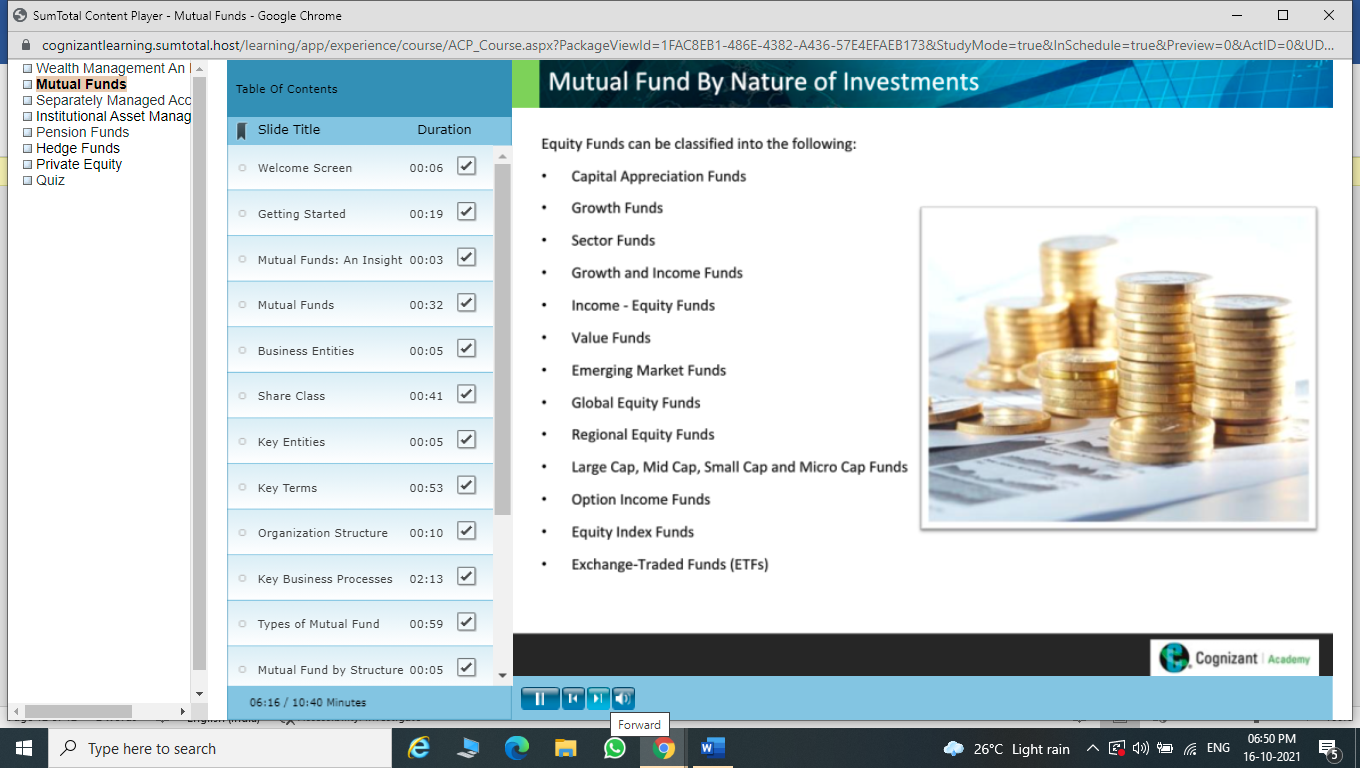 SumTotal Content Player - Mutual Funds - Google Chrome
cognizantlearning.sumtotal.host/learning/app/experience/course/ACP_Course.aspx?PackageViewId=1FAC8EB1-486E-4382-A436-57E4EFAEB173&StudyMode=true&InSchedule=true&Preview=0&ActID=0&UD...
Wealth Management An
Mutual Funds
Separately Managed Acc
Institutional Asset Manag
Pension Funds
Hedge Funds
Private Equity
Quiz
Table Of Contents
Slide Title Duration
Welcome Screen 00:06
Getting Started 00:19
Mutual Funds: An Insight 00:03
Mutual Funds 00:32
Business Entities 00:05
Share Class 00:41
Key Entities 00:05
Key Terms 00:53
Organization Structure 00:10
Key Business Processes 02:13
Types of Mutual Fund 00:59
Mutual Fund by Structure 00:05
06:16 / 10:40 Minutes
Mutual Fund By Nature of Investments
Equity Funds can be classified into the following:
• Capital Appreciation Funds
• Growth Funds
• Sector Funds
• Growth and Income Funds
• Income - Equity Funds
• Value Funds
• Emerging Market Funds
• Global Equity Funds
• Regional Equity Funds
• Large Cap, Mid Cap, Small Cap and Micro Cap Funds
• Option Income Funds
• Equity Index Funds
• Exchange-Traded Funds (ETFs)
Cognizant | Academy
Forward
Type here to search
26°C Light rain
ENG
06:50 PM
16-10-2021
5